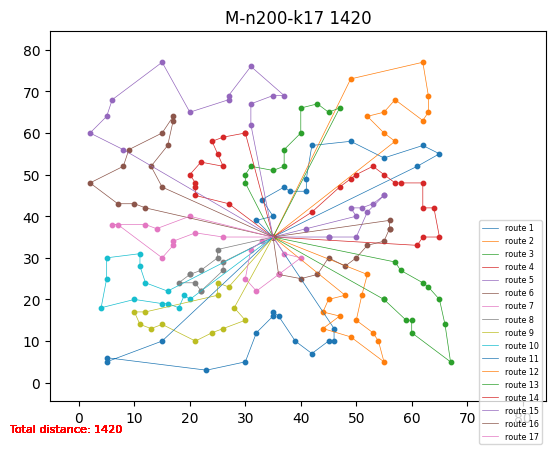 M-n200-k17 1420
80
70
60
50
40
30
20
10
0
route 1
route 2
route 3
route 4
route 5
route 6
route 7
route 8
route 9
route 10
route 11
route 12
route 13
route 14
route 15
route 16
route 17
0 10 20 30 40 50 60 70 80
Total distance: 1420